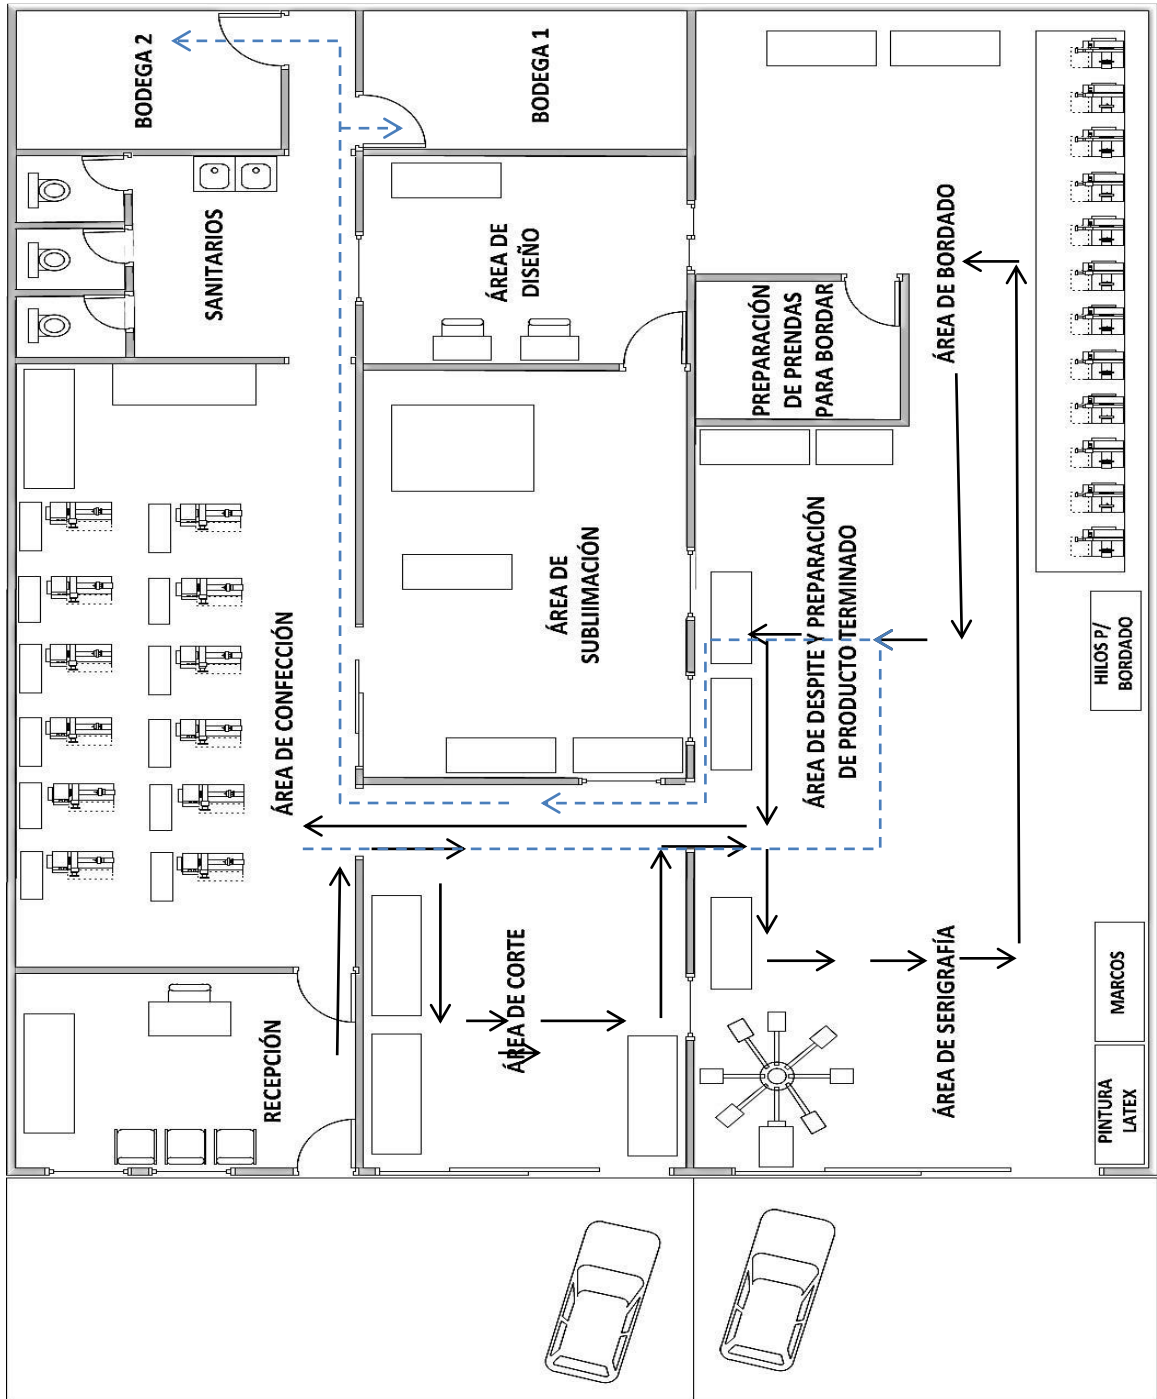 BODEGA 2
BODEGA 1
SANITARIOS
ÁREA DE
DISEÑO
ÁREA DE BORDADO
PREPARACIÓN
DE PRENDAS
PARA BORDAR
ÁREA DE CONFECCIÓN
ÁREA DE
SUBLIIMACIÓN
ÁREA DE DESPITE Y PREPARACIÓN
DE PRODUCTO TERMINADO
HILOS P/
BORDADO
RECEPCIÓN
ÁREA DE CORTE
ÁREA DE SERIGRAFÍA
MARCOS
PINTURA
LATEX